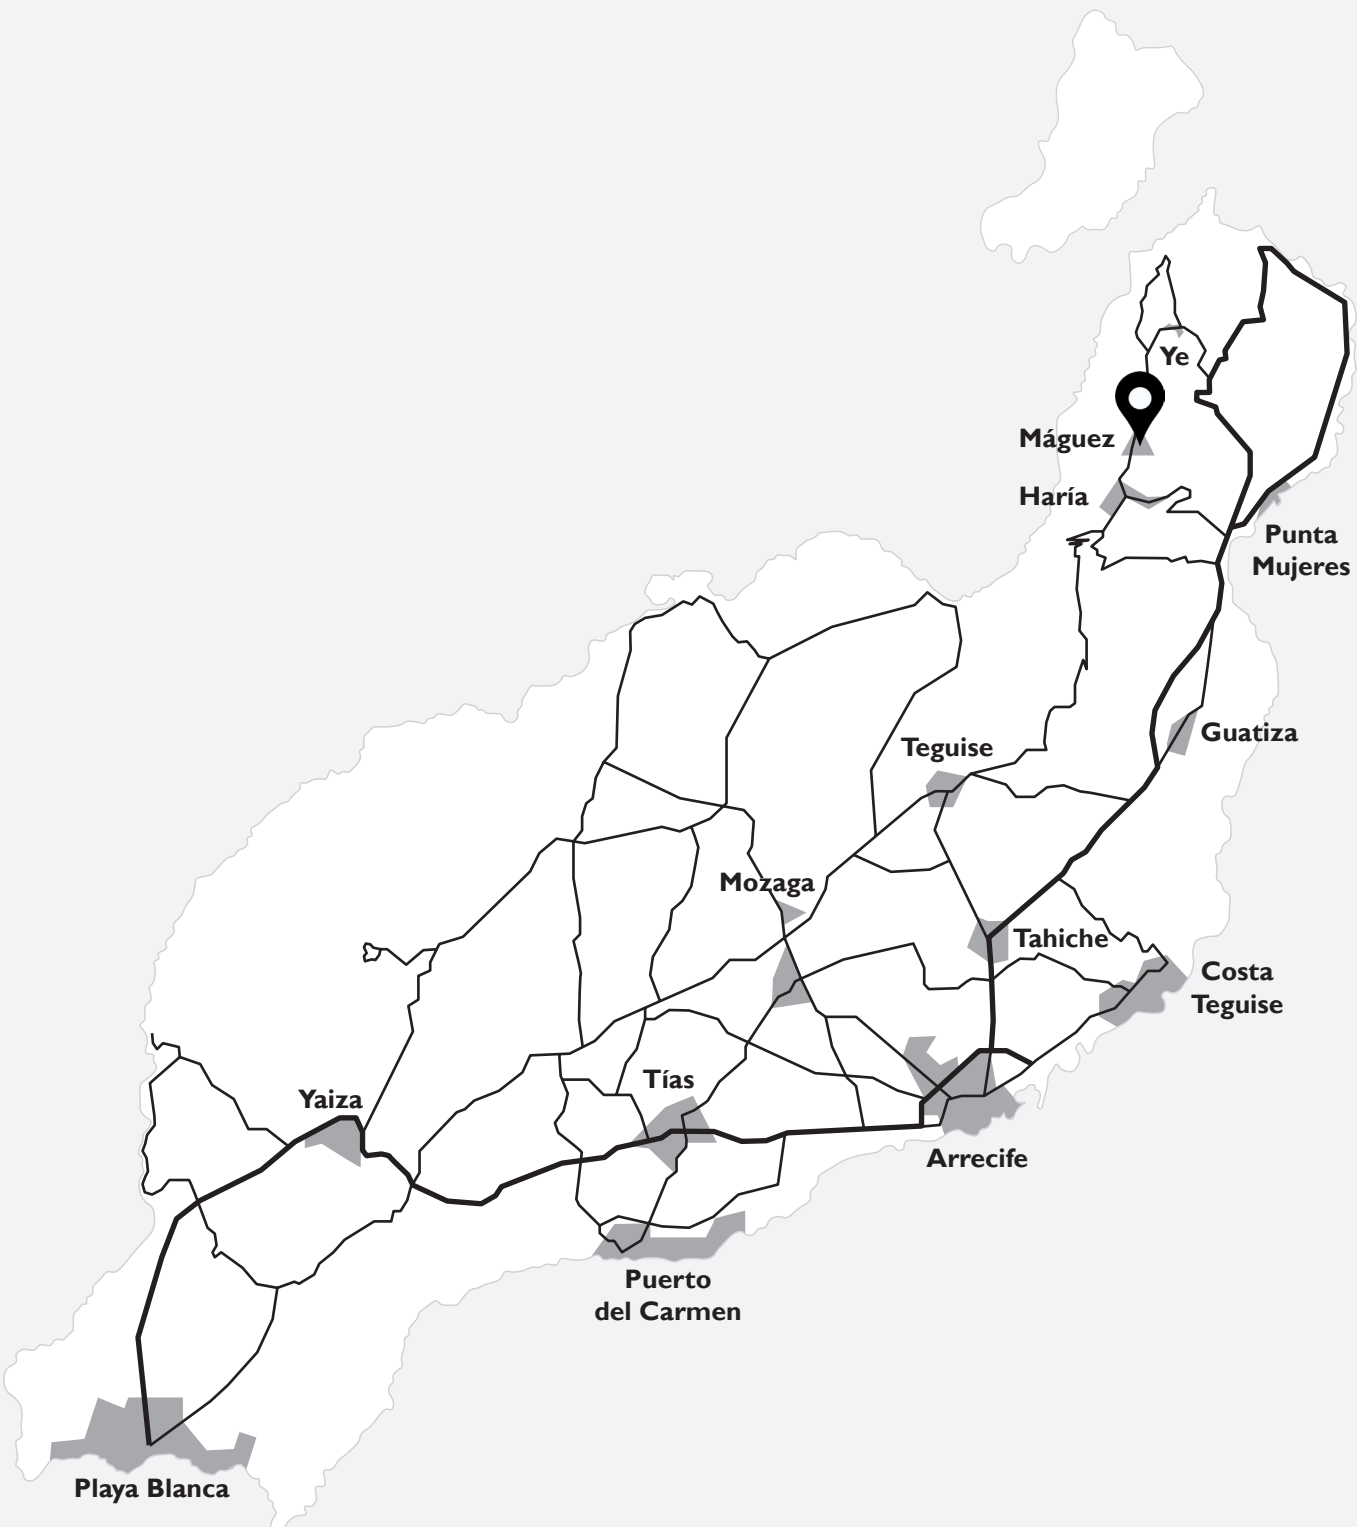 Ye
Máguez
Haría
Punta
Mujeres
Guatiza
Teguise
Mozaga
Tahiche
Costa
Teguise
Tías
Yaiza
Arrecife
Puerto
del Carmen
Playa Blanca